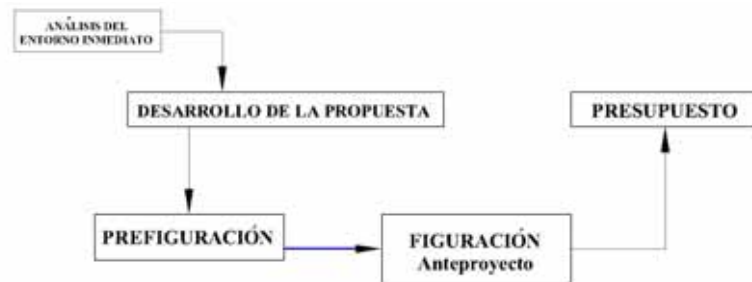 ANÁLISIS DEL
ENTORNO INMEDIATO
DESARROLLO DE LA PROPUESTA
PRESUPUESTO
PREFIGURACIÓN
FIGURACIÓN
Anteproyecto